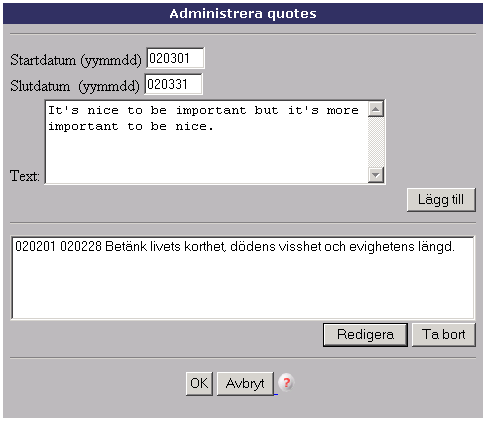 Administrera quotes
Startdatum (yymmdd) 020301
Slutdatum (yymmdd) 020331
It's nice to be important but it's more
important to be nice.
Text:
Lägg till
020201 020228 Betänk livets korthet, dödens visshet och evighetens längd.
Redigera Ta bort
OK Avbryt ?